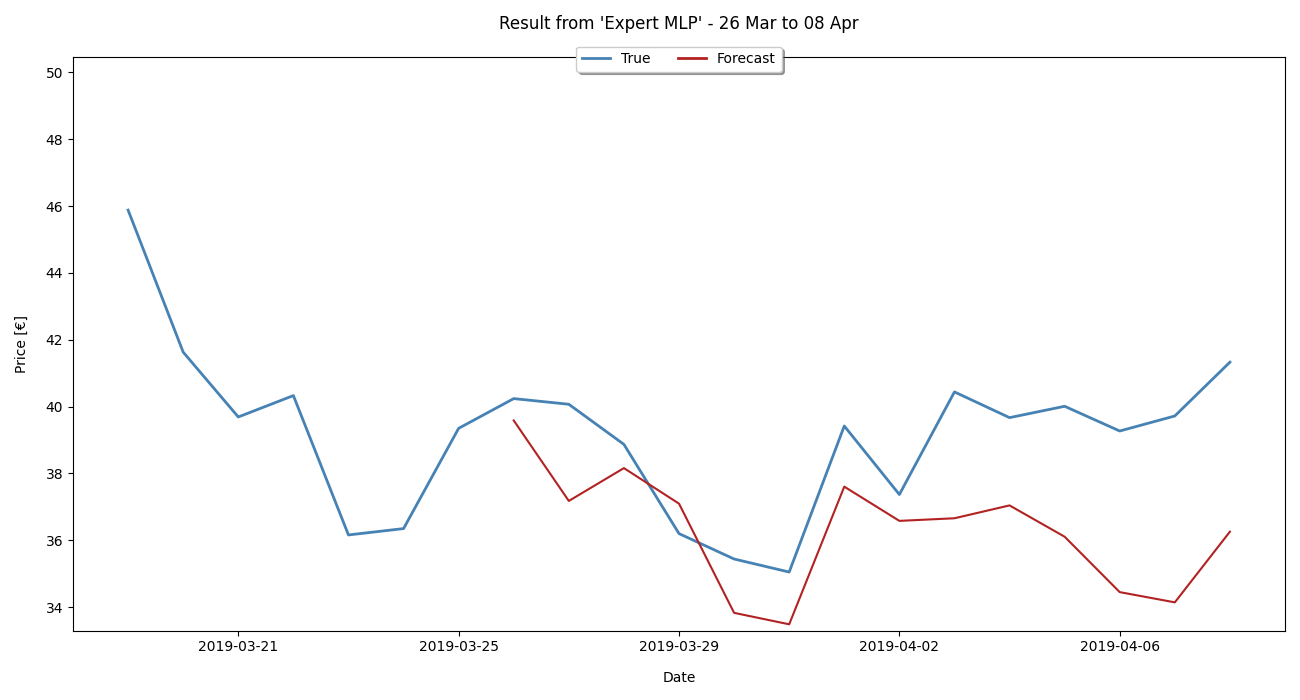 Result from 'Expert MLP' - 26 Mar to 08 Apr
True Forecast
50
48
46
44
42
40
38
36
34
Price [€]
2019-03-21 2019-03-25 2019-03-29 2019-04-02 2019-04-06
Date